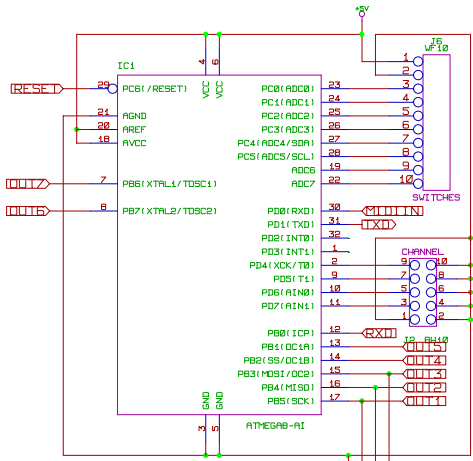 +5V
J6
WF10
IC1
4 6
VCC VCC
RESET 29 PC6(/RESET)
21 AGND
20 AREF
18 AVCC
OUT7 7 PB6(XTAL1/TOSC1)
OUT6 8 PB7(XTAL2/TOSC2)
PC0(ADC0) 23 3
PC1(ADC1) 24 4
PC2(ADC2) 25 5
PC3(ADC3) 26 6
PC4(ADC4/SDA) 27 7
PC5(ADC5/SCL) 28 8
ADC6 19 9
ADC7 22 10
1
2
SWITCHES
PD0(RXD) 30 MIDI1IN
PD1(TXD) 31 TXD
PD2(INT0) 32
PD3(INT1) 1
CHANNEL
PD4(XCK/T0) 2 9 10
PD5(T1) 9 7 8
PD6(AIN0) 10 5 6
PD7(AIN1) 11 3 4
1 2
J2 RW10
PB0(ICP) 12 RXD
PB1(OC1A) 13 OUT5
PB2(SS/OC1B) 14 OUT4
PB3(MOSI/OC2) 15 OUT3
PB4(MISO) 16 OUT2
PB5(SCK) 17 OUT1
GND GND
3 5
ATMEGA8-AI